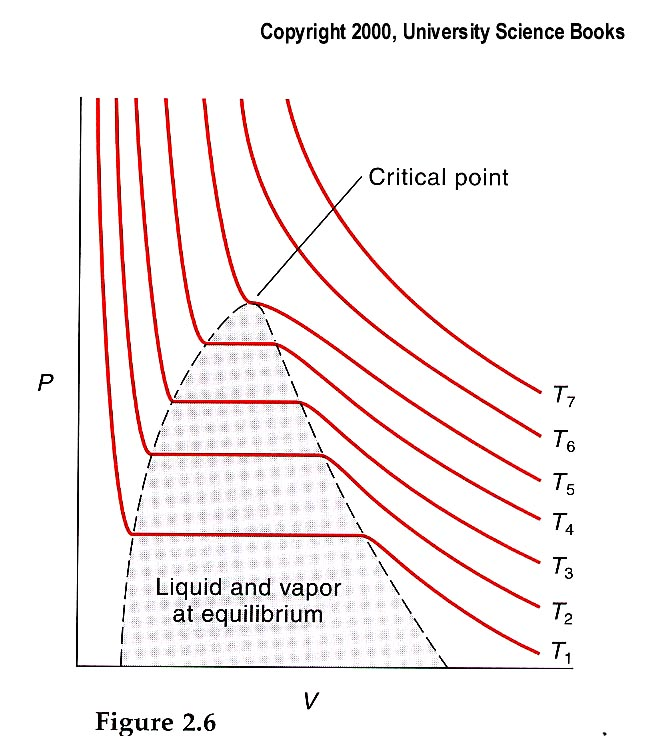 Copyright 2000, University Science Books
Critical point
P
T7
T6
T5
T4
T3
T2
T1
Liquid and vapor
at equilibrium
V
Figure 2.6